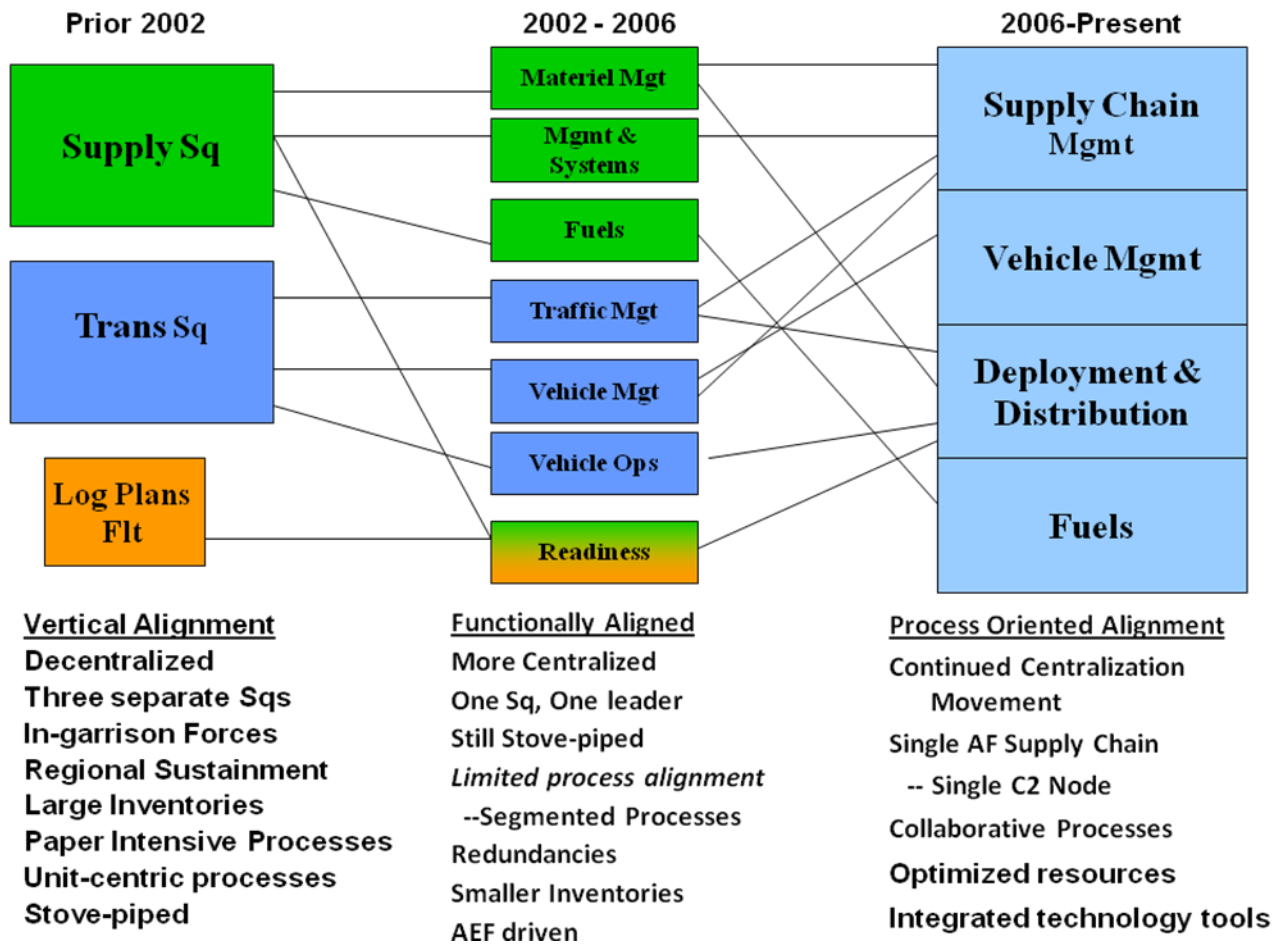 Prior 2002
2002 - 2006
2006-Present
Supply Sq
Trans Sq
Log Plans
Flt
Materiel Mgt
Mgmt &
Systems
Fuels
Traffic Mgt
Vehicle Mgt
Vehicle Ops
Readiness
Supply Chain
Mgmt
Vehicle Mgmt
Deployment &
Distribution
Fuels
Vertical Alignment
Decentralized
Three separate Sqs
In-garrison Forces
Regional Sustainment
Large Inventories
Paper Intensive Processes
Unit-centric processes
Stove-piped
Functionally Aligned
More Centralized
One Sq, One leader
Still Stove-piped
Limited process alignment
--Segmented Processes
Redundancies
Smaller Inventories
AEF driven
Process Oriented Alignment
Continued Centralization
Movement
Single AF Supply Chain
-- Single C2 Node
Collaborative Processes
Optimized resources
Integrated technology tools